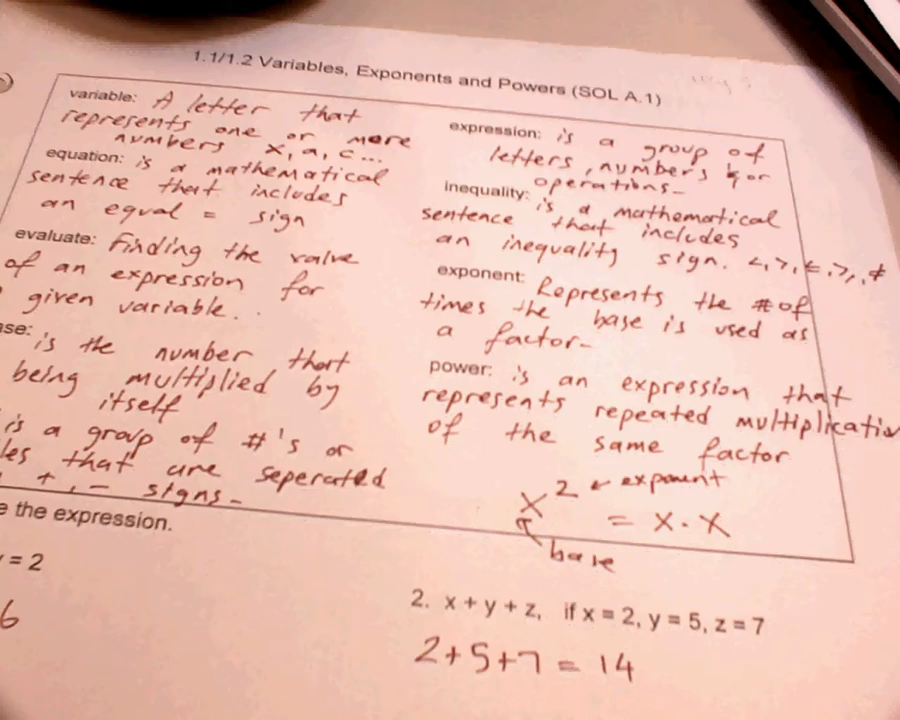 1.1/1.2 Variables, Exponents and Powers (SOL A.1)
variable: A letter that
represents one or more
numbers x, a, c...
equation: is a mathematical
sentence that includes
an equal = sign
evaluate: Finding the value
of an expression for
given variable..
ase: is the number that
being multiplied by
itself
is a group of #'s or
les that are seperated
+, - signs-
expression: is a group of
letters, numbers & or
operations-
inequality: is a mathematical
sentence that includes
an inequality sign. <, >, ≤, ≥, ≠
exponent: Represents the # of
times the base is used as
a factor-
power: is an expression that
represents repeated multiplication
of the same factor
x² ← exponent
= x · x
base
e the expression.
= 2
6
2. x + y + z, if x = 2, y = 5, z = 7
2+5+7 = 14